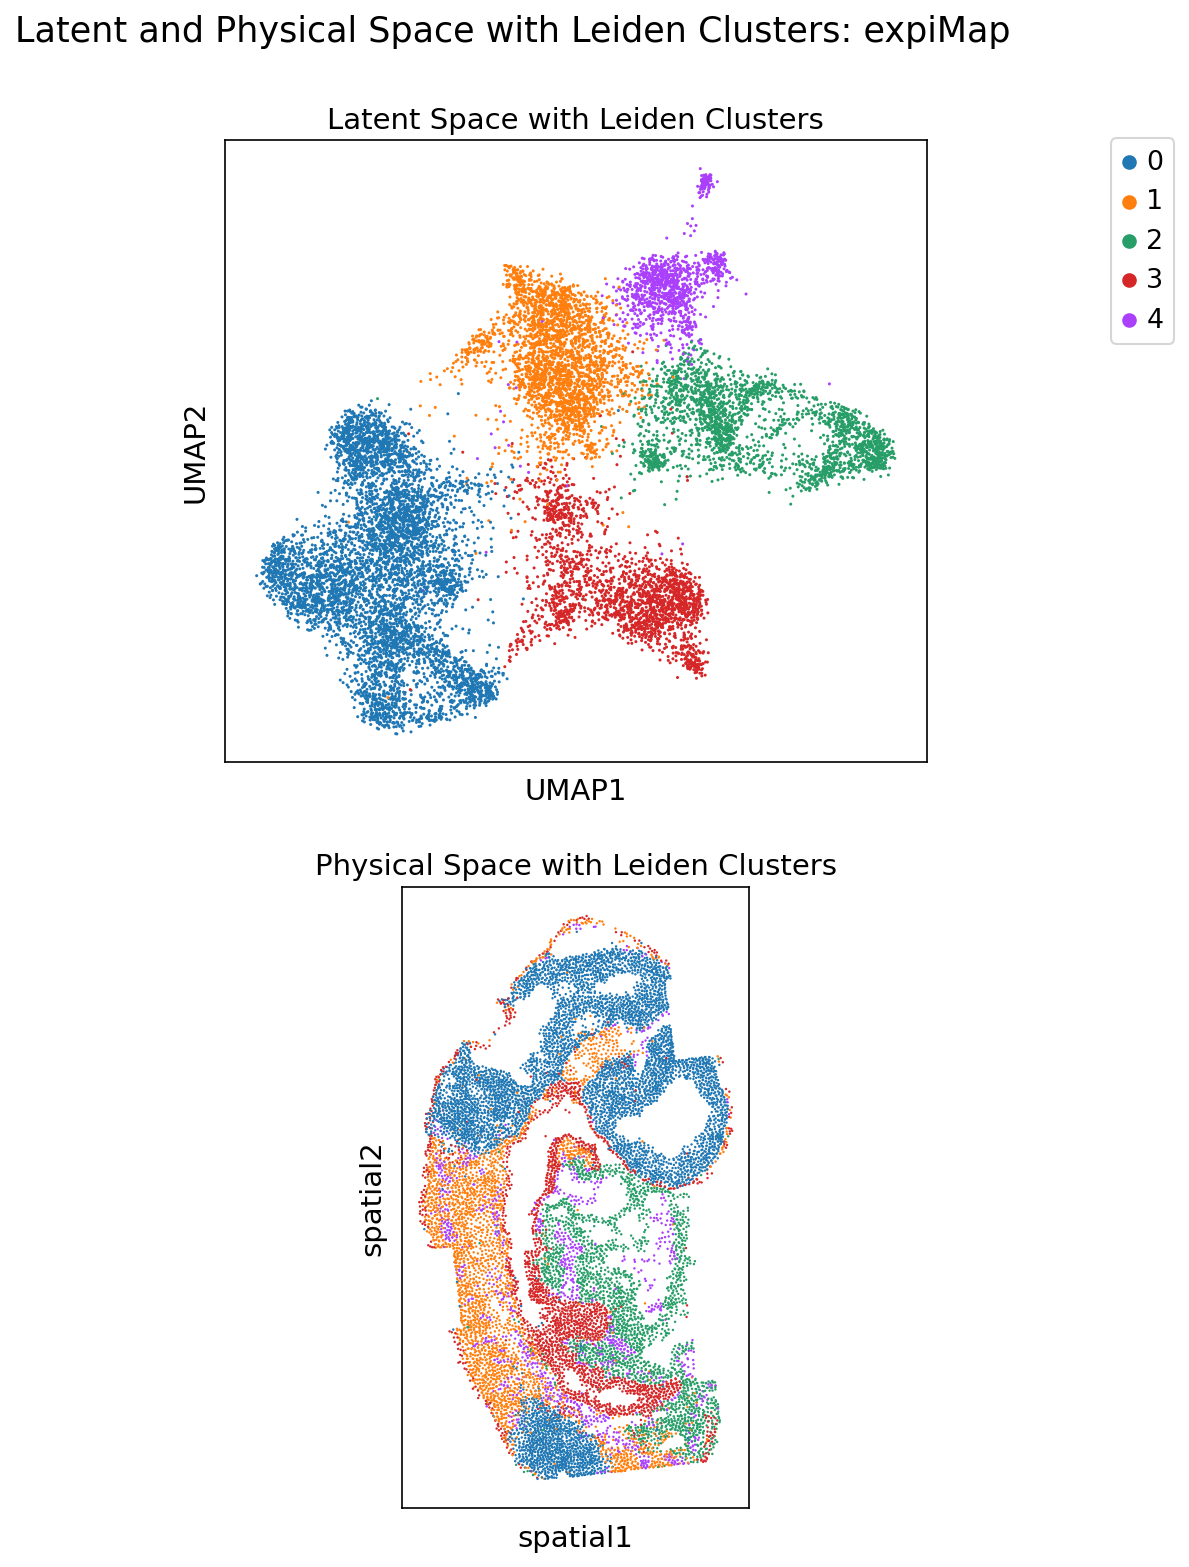 Latent and Physical Space with Leiden Clusters: expiMap
Latent Space with Leiden Clusters
0
1
2
3
4
UMAP2
UMAP1
Physical Space with Leiden Clusters
spatial2
spatial1